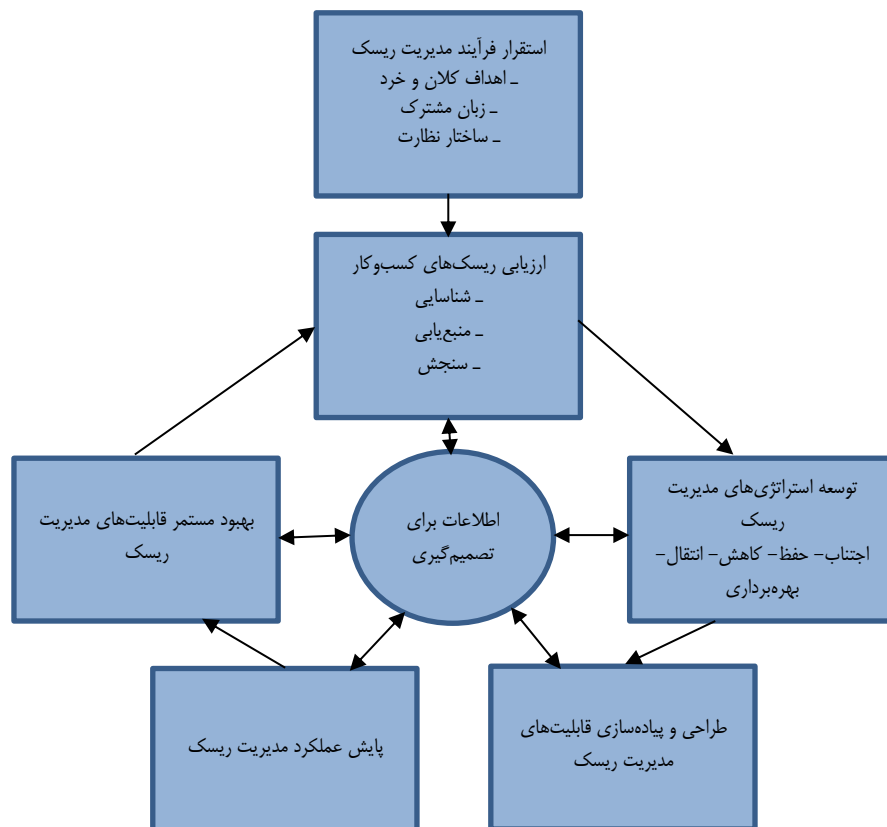 استقرار فرآیند مدیریت ریسک
ـ اهداف کلان و خرد
ـ زبان مشترک
ـ ساختار نظارت
ارزیابی ریسک‌های کسب‌وکار
ـ شناسایی
ـ منبع‌یابی
ـ سنجش
توسعه استراتژی‌های مدیریت
ریسک
اجتناب– حفظ– کاهش– انتقال–
بهره‌برداری
اطلاعات برای
تصمیم‌گیری
بهبود مستمر قابلیت‌های مدیریت
ریسک
طراحی و پیاده‌سازی قابلیت‌های
مدیریت ریسک
پایش عملکرد مدیریت ریسک